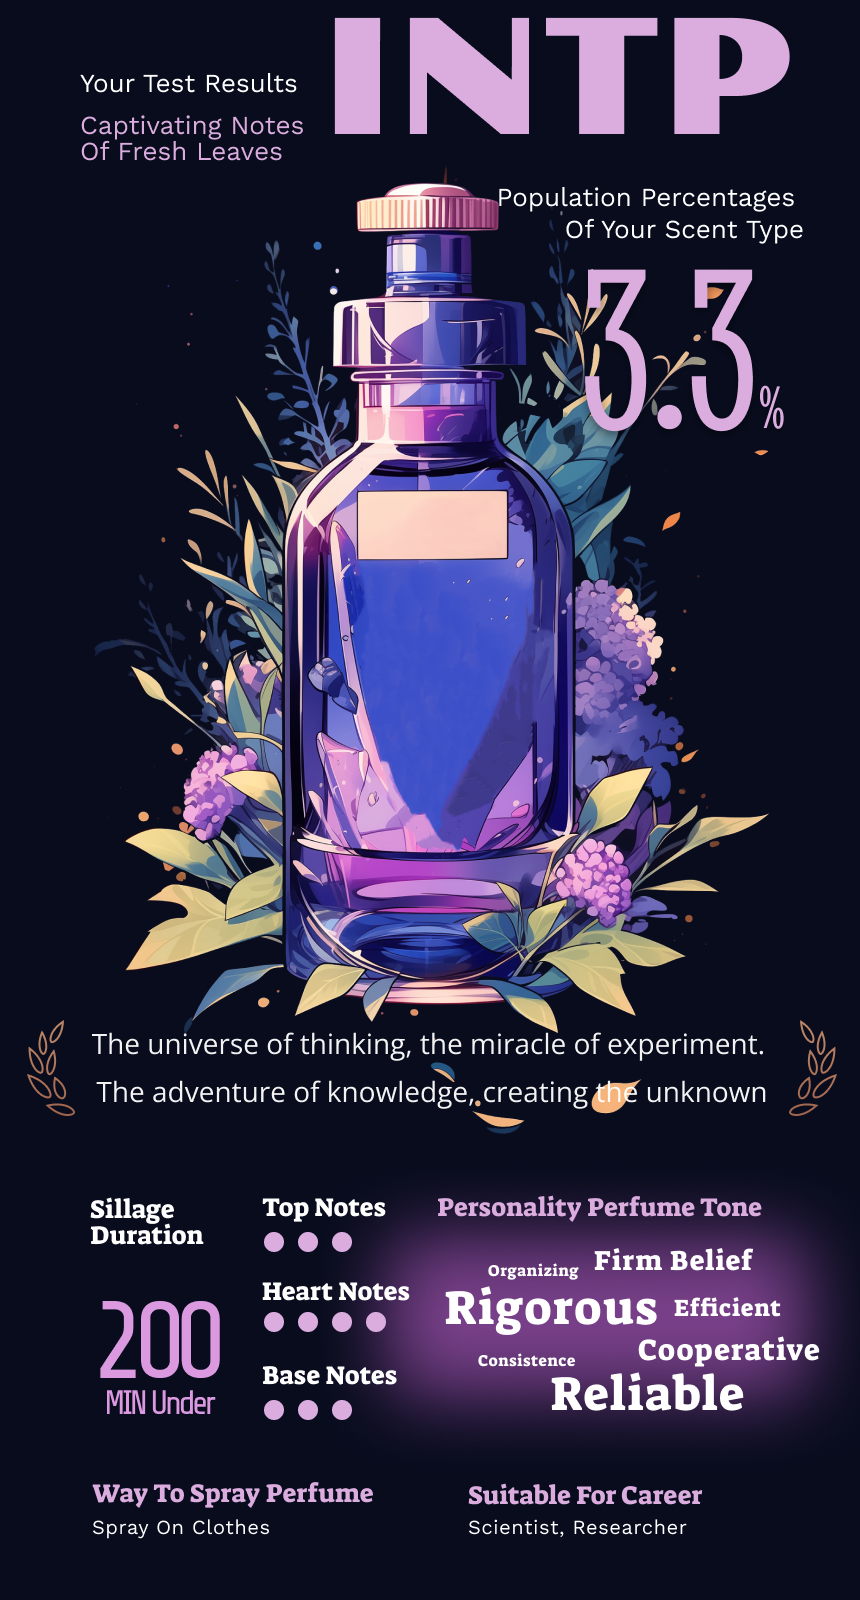 INTP
Your Test Results
Captivating Notes
Of Fresh Leaves
Population Percentages
Of Your Scent Type
3.3%
The universe of thinking, the miracle of experiment.
The adventure of knowledge, creating the unknown
Sillage
Duration
200
MIN Under
Top Notes
Heart Notes
Base Notes
Personality Perfume Tone
Organizing Firm Belief
Rigorous Efficient
Consistence Cooperative
Reliable
Way To Spray Perfume
Spray On Clothes
Suitable For Career
Scientist, Researcher